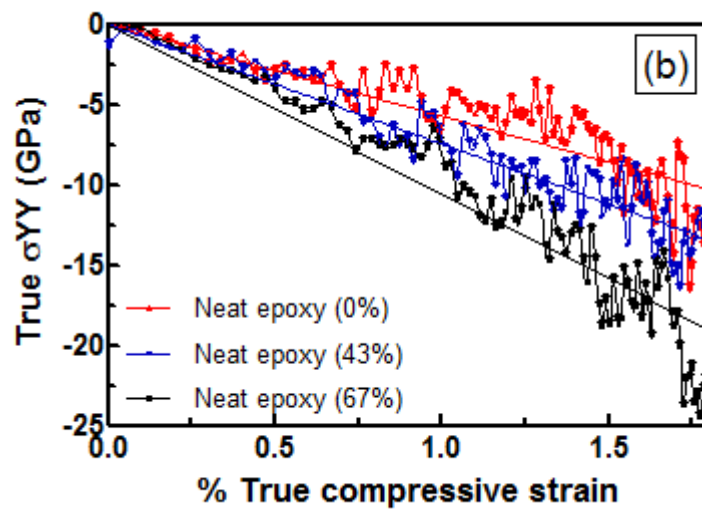 (b)
True σYY (GPa)
0
-5
-10
-15
-20
-25
Neat epoxy (0%)
Neat epoxy (43%)
Neat epoxy (67%)
0.0 0.5 1.0 1.5
% True compressive strain